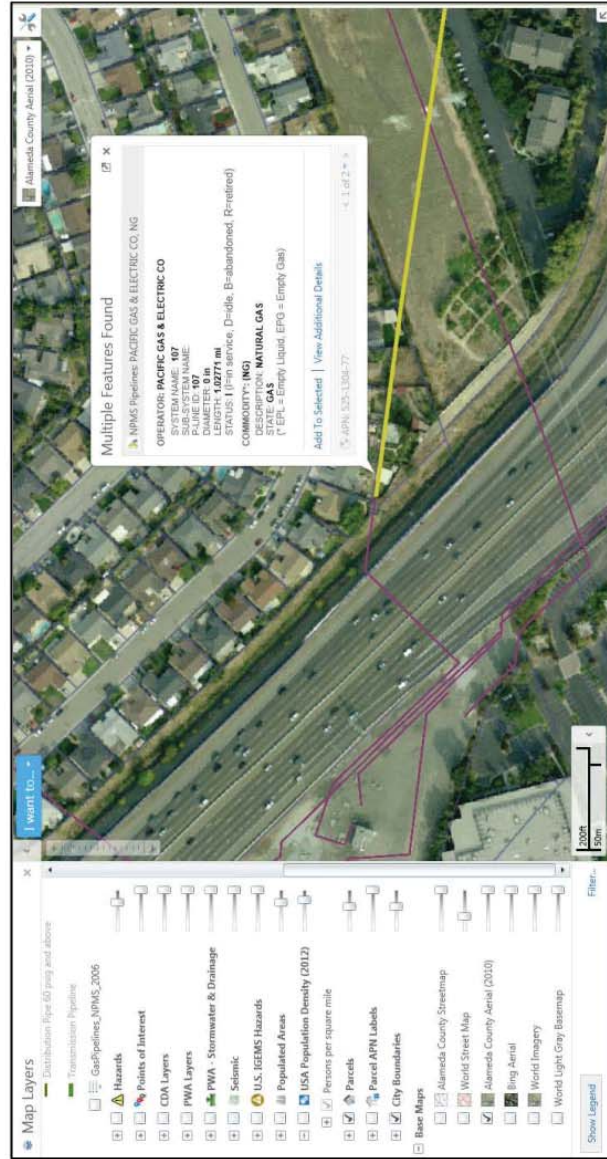 Map Layers
Distribution Pipe 60 psig and above
Transmission Pipeline
GasPipelines_NPMS_2006
Hazards
Points of Interest
CDA Layers
PWA Layers
PWA - Stormwater & Drainage
Seismic
U.S. IGEMS Hazards
Populated Areas
USA Population Density (2012)
Persons per square mile
Parcels
Parcel APN Labels
City Boundaries
Base Maps
Alameda County Streetmap
World Street Map
Alameda County Aerial (2010)
Bing Aerial
World Imagery
World Light Gray Basemap
Show Legend
Filter...
I want to...
Alameda County Aerial (2010)
Multiple Features Found
NPMS Pipelines: PACIFIC GAS & ELECTRIC CO, NG
OPERATOR: PACIFIC GAS & ELECTRIC CO
SYSTEM NAME: 107
SUB-SYSTEM NAME:
P-LINE ID: 107
DIAMETER: 0 in
LENGTH: 1.02771 mi
STATUS: I (I=in service, D=idle, B=abandoned, R=retired)
COMMODITY*: (NG)
DESCRIPTION: NATURAL GAS
STATE: GAS
(* EPL = Empty Liquid, EPG = Empty Gas)
Add To Selected | View Additional Details
APN: 525-1304-77
1 of 2
200ft
50m